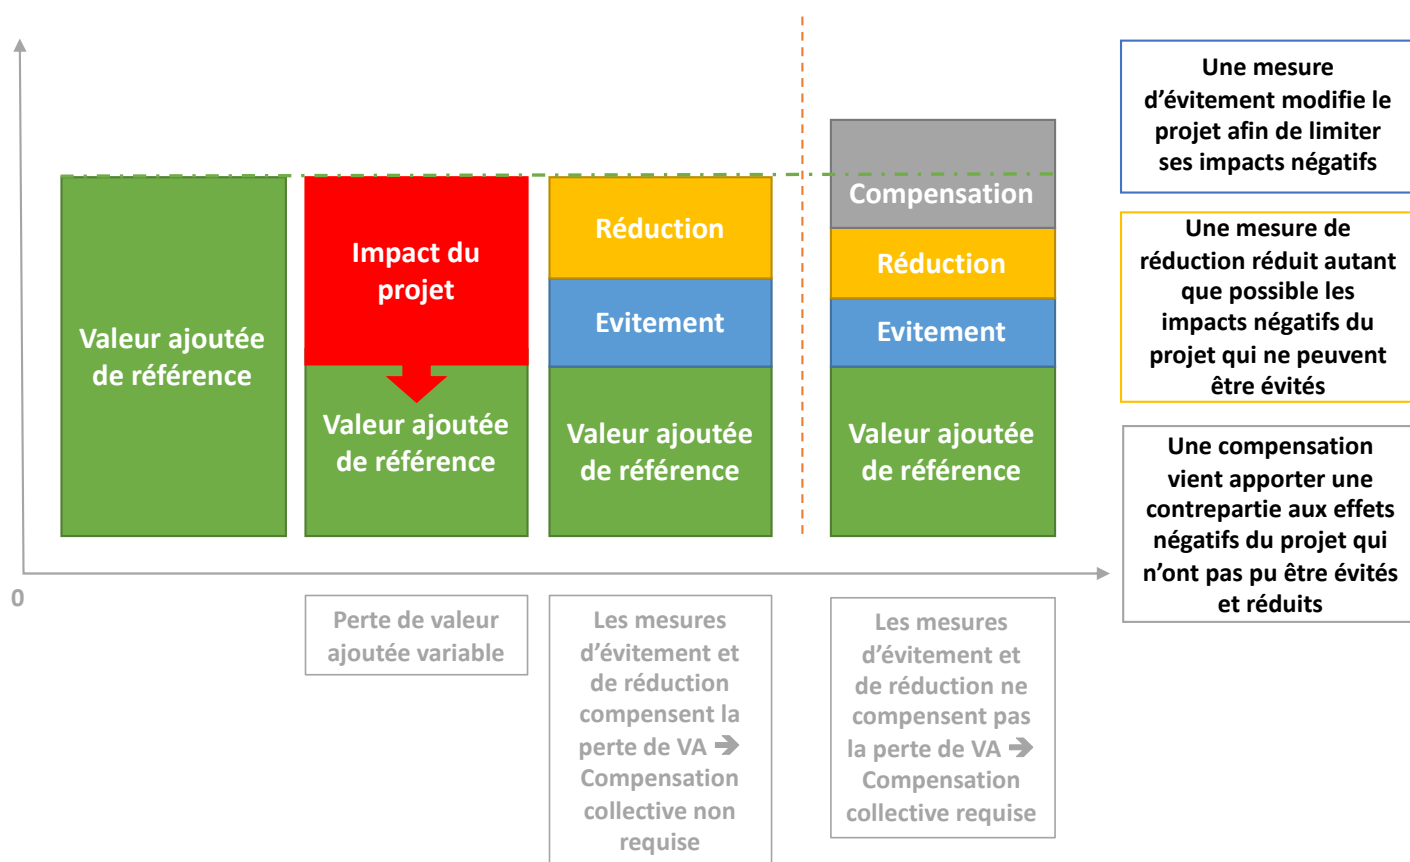 Valeur ajoutée
de référence
Impact du
projet
Valeur ajoutée
de référence
Réduction
Evitement
Valeur ajoutée
de référence
Compensation
Réduction
Evitement
Valeur ajoutée
de référence
Une mesure
d’évitement modifie le
projet afin de limiter
ses impacts négatifs
Une mesure de
réduction réduit autant
que possible les
impacts négatifs du
projet qui ne peuvent
être évités
Une compensation
vient apporter une
contrepartie aux effets
négatifs du projet qui
n’ont pas pu être évités
et réduits
0
Perte de valeur
ajoutée variable
Les mesures
d’évitement et
de réduction
compensent la
perte de VA ➔
Compensation
collective non
requise
Les mesures
d’évitement et
de réduction ne
compensent pas
la perte de VA ➔
Compensation
collective requise